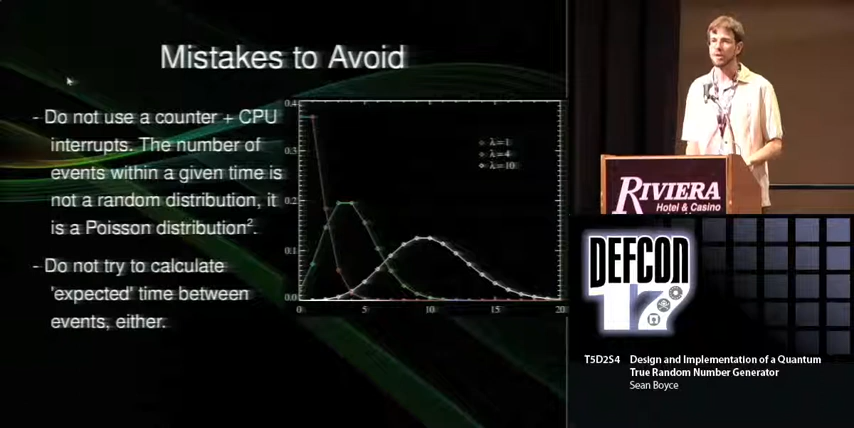 Mistakes to Avoid
- Do not use a counter + CPU
interrupts. The number of
events within a given time is
not a random distribution, it
is a Poisson distribution².
- Do not try to calculate
'expected' time between
events, either.
0.4
0.3
0.2
0.1
0.0
0 5 10 15 20
λ=1
λ=4
λ=10
RIVIERA
Hotel & Casino
DEFCON
17
T5D2S4 Design and Implementation of a Quantum
True Random Number Generator
Sean Boyce